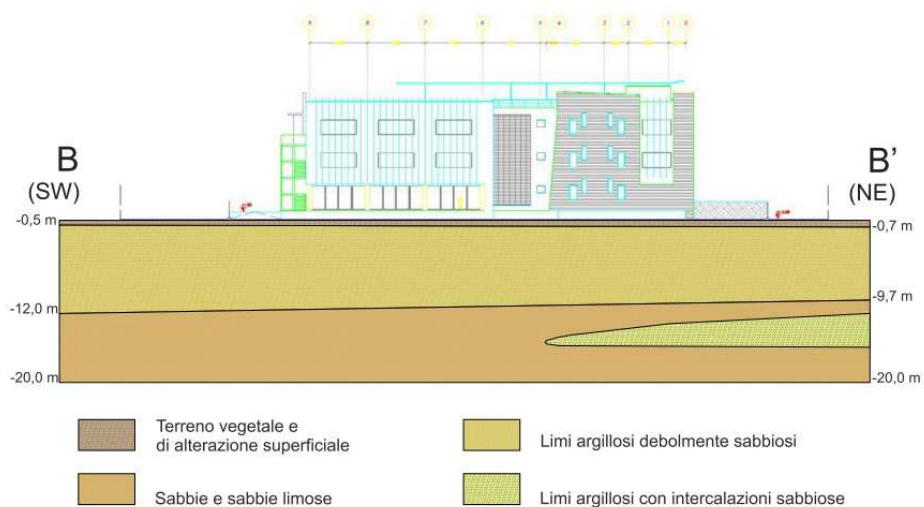 B
(SW)
B'
(NE)
-0,5 m
-0,7 m
-9,7 m
-12,0 m
-20,0 m
-20,0 m
Terreno vegetale e
di alterazione superficiale
Limi argillosi debolmente sabbiosi
Sabbie e sabbie limose
Limi argillosi con intercalazioni sabbiose